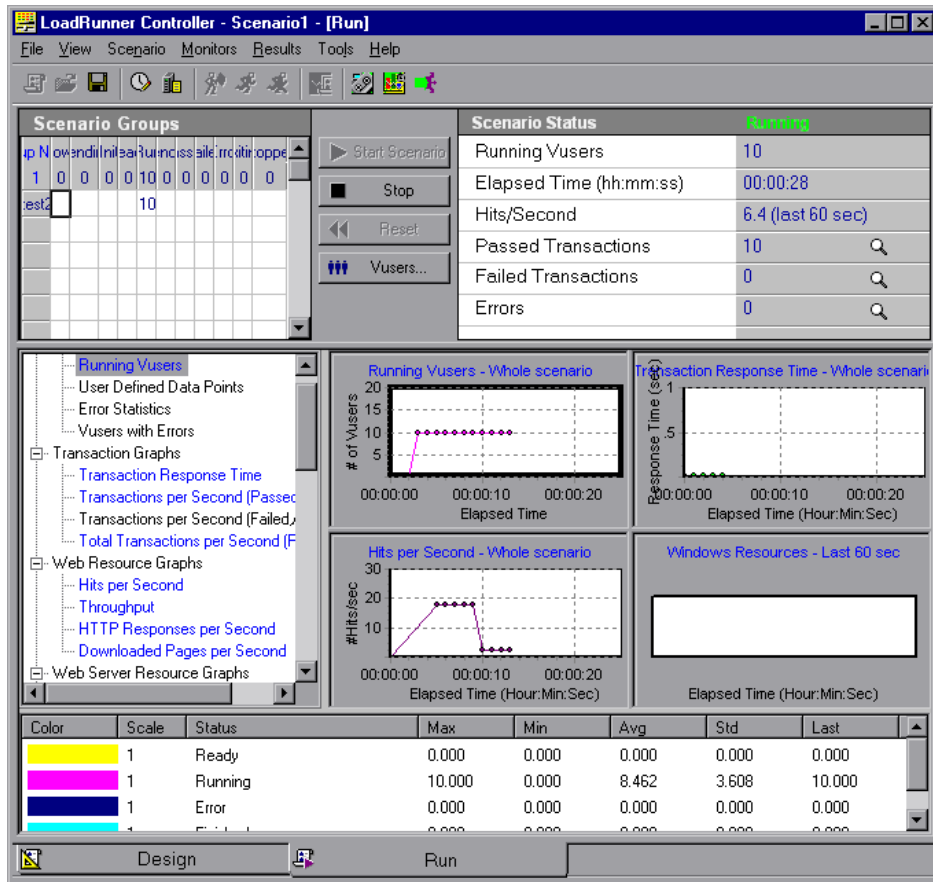 LoadRunner Controller - Scenario1 - [Run]
File View Scenario Monitors Results Tools Help
Scenario Groups
1 0 0 0 0 10 0 0 0 0 0 0
10
Start Scenario
Stop
Reset
Vusers...
Scenario Status Running
Running Vusers 10
Elapsed Time (hh:mm:ss) 00:00:28
Hits/Second 6.4 (last 60 sec)
Passed Transactions 10
Failed Transactions 0
Errors 0
Running Vusers
User Defined Data Points
Error Statistics
Vusers with Errors
Transaction Graphs
Transaction Response Time
Transactions per Second (Passed
Transactions per Second (Failed,
Total Transactions per Second (F
Web Resource Graphs
Hits per Second
Throughput
HTTP Responses per Second
Downloaded Pages per Second
Web Server Resource Graphs
Running Vusers - Whole scenario
# of Vusers
20
15
10
5
00:00:00 00:00:10 00:00:20
Elapsed Time
Transaction Response Time - Whole scenari
Response Time (sec)
1
.5
00:00:00 00:00:10 00:00:20
Elapsed Time (Hour:Min:Sec)
Hits per Second - Whole scenario
#Hits/sec
30
20
10
00:00:00 00:00:10 00:00:20
Elapsed Time (Hour:Min:Sec)
Windows Resources - Last 60 sec
Elapsed Time (Hour:Min:Sec)
Color Scale Status Max Min Avg Std Last
1 Ready 0.000 0.000 0.000 0.000 0.000
1 Running 10.000 0.000 8.462 3.608 10.000
1 Error 0.000 0.000 0.000 0.000 0.000
Design
Run